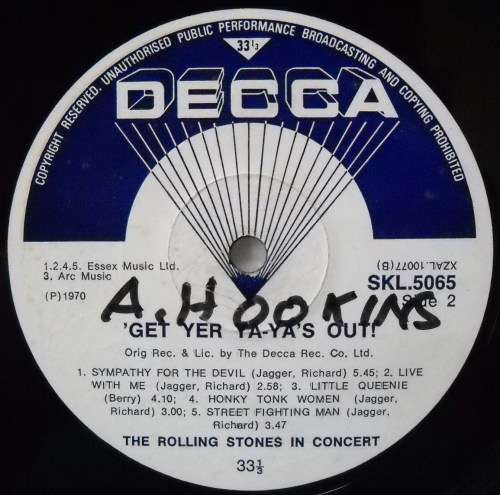 COPYRIGHT RESERVED. UNAUTHORISED PUBLIC PERFORMANCE BROADCASTING AND COPYING PROHIBITED
33 1/3
DECCA
1.2.4.5. Essex Music Ltd.
3. Arc Music
(P)1970
XZAL.10077(B)
SKL.5065
Side 2
A. HOOKINS
'GET YER YA-YA'S OUT!
Orig Rec. & Lic. by The Decca Rec. Co. Ltd.
1. SYMPATHY FOR THE DEVIL (Jagger, Richard) 5.45; 2. LIVE
WITH ME (Jagger, Richard) 2.58; 3. 'LITTLE QUEENIE
(Berry) 4.10; 4. HONKY TONK WOMEN (Jagger,
Richard) 3.00; 5. STREET FIGHTING MAN (Jagger,
Richard) 3.47
THE ROLLING STONES IN CONCERT
33 1/3